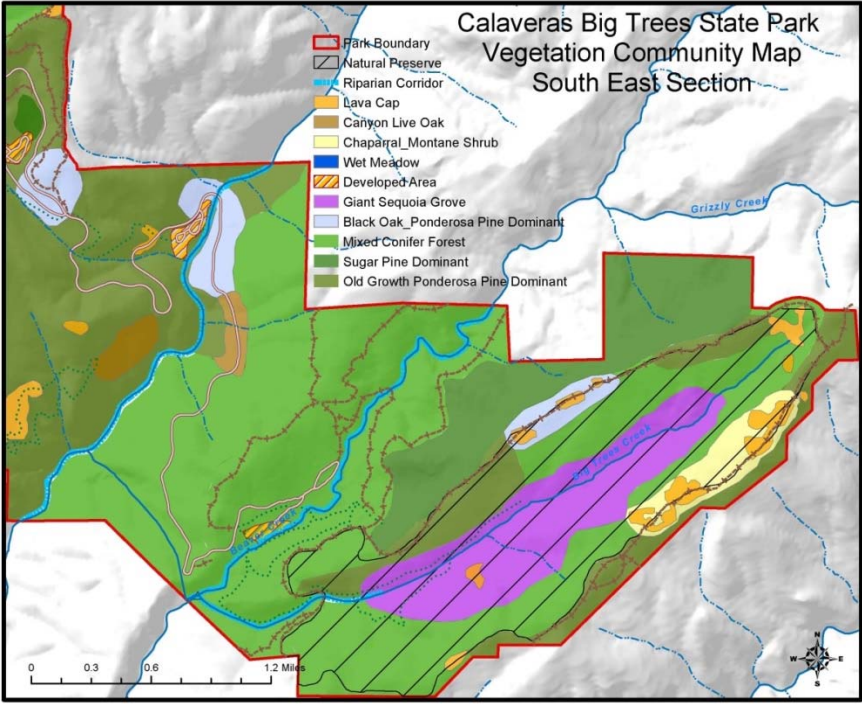 Calaveras Big Trees State Park
Vegetation Community Map
South East Section
Park Boundary
Natural Preserve
Riparian Corridor
Lava Cap
Canyon Live Oak
Chaparral_Montane Shrub
Wet Meadow
Developed Area
Giant Sequoia Grove
Black Oak_Ponderosa Pine Dominant
Mixed Conifer Forest
Sugar Pine Dominant
Old Growth Ponderosa Pine Dominant
Grizzly Creek
Big Trees Creek
Beaver Creek
0 0.3 0.6 1.2 Miles
N
W E
S